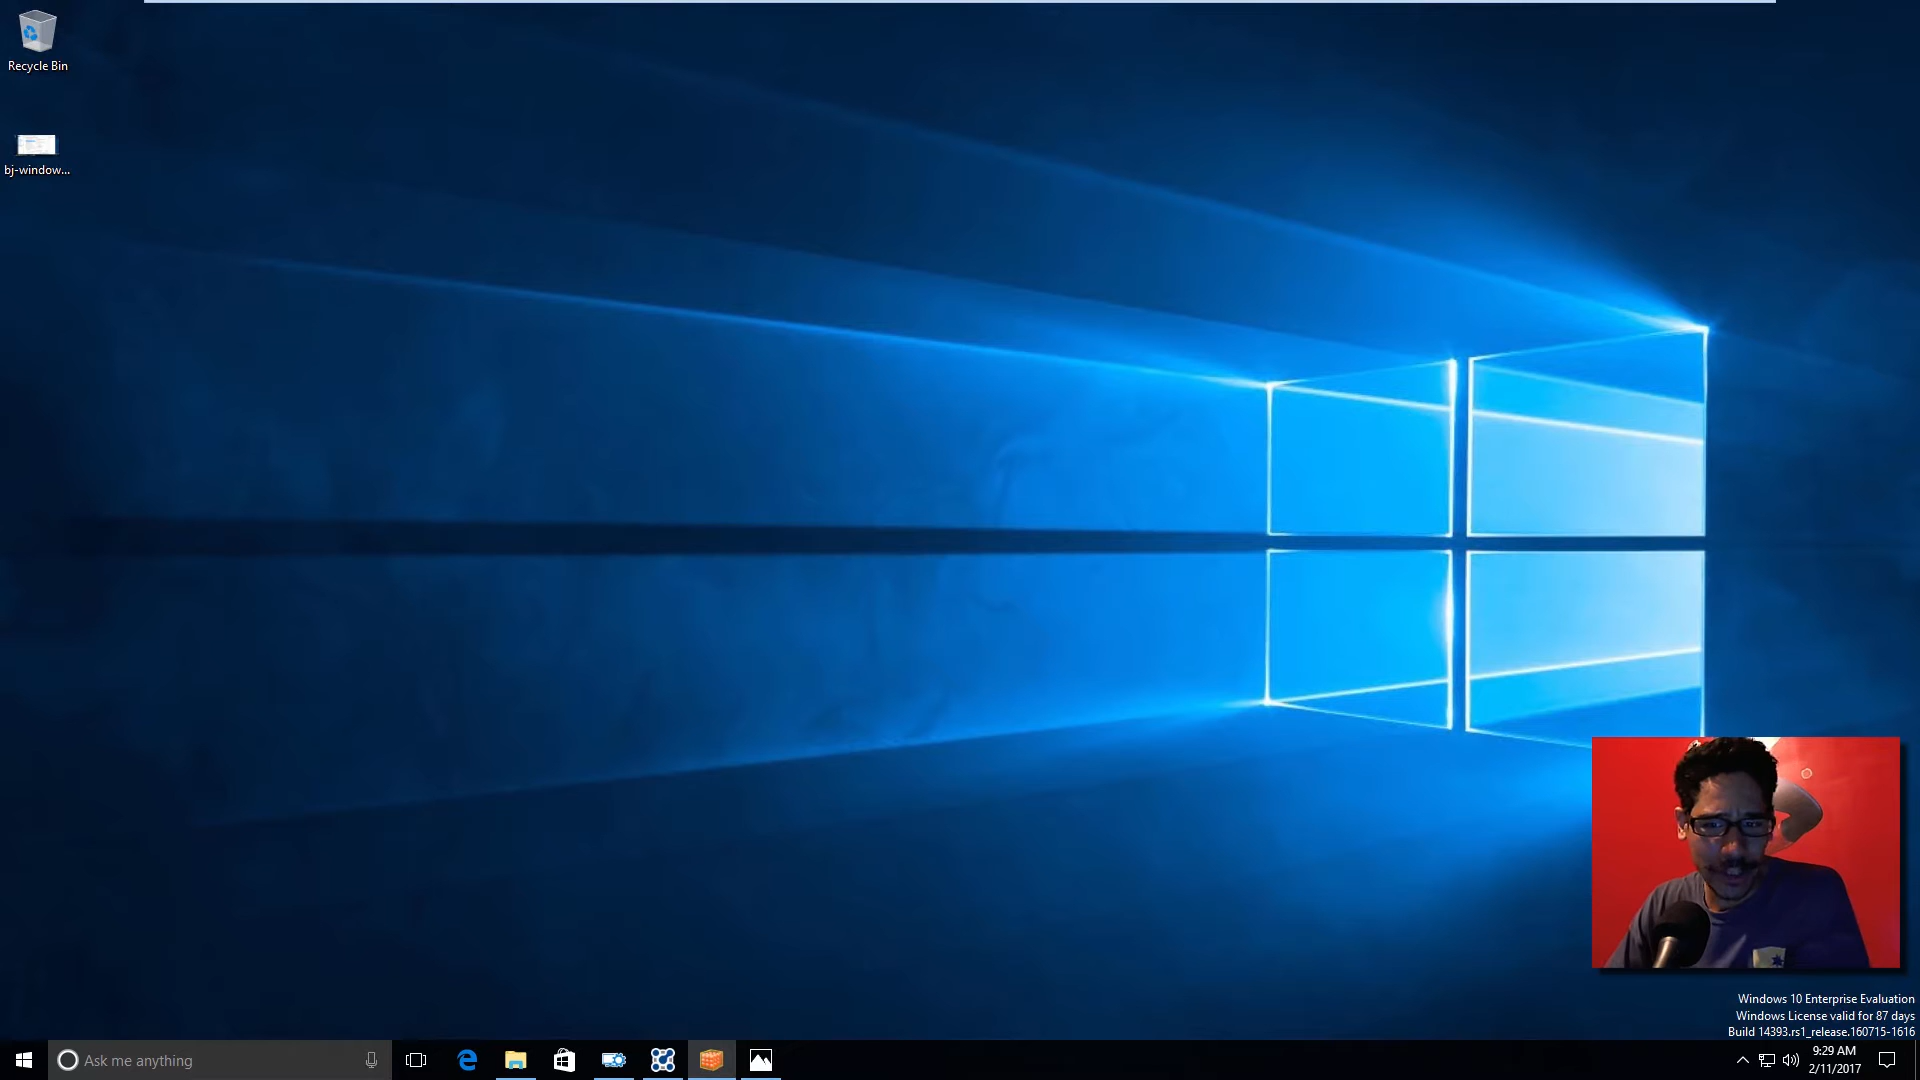 Recycle Bin
bj-window...
Windows 10 Enterprise Evaluation
Windows License valid for 87 days
Build 14393.rs1_release.160715-1616
Ask me anything
9:29 AM
2/11/2017